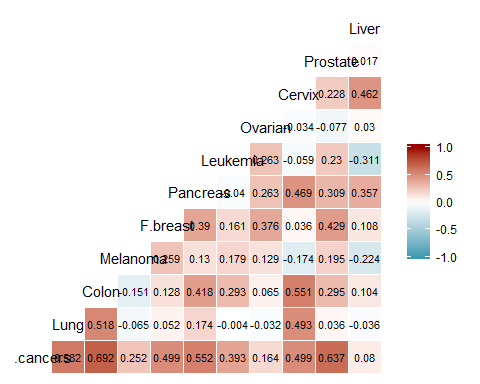 Liver
Prostate 0.017
Cervix 0.228 0.462
Ovarian -0.034 -0.077 0.03
Leukemia 0.263 -0.059 0.23 -0.311
Pancreas -0.04 0.263 0.469 0.309 0.357
F.breast 0.39 0.161 0.376 0.036 0.429 0.108
Melanoma 0.259 0.13 0.179 0.129 -0.174 0.195 -0.224
Colon -0.151 0.128 0.418 0.293 0.065 0.551 0.295 0.104
Lung 0.518 -0.065 0.052 0.174 -0.004 -0.032 0.493 0.036 -0.036
.cancers 0.692 0.252 0.499 0.552 0.393 0.164 0.499 0.637 0.08
1.0
0.5
0.0
-0.5
-1.0